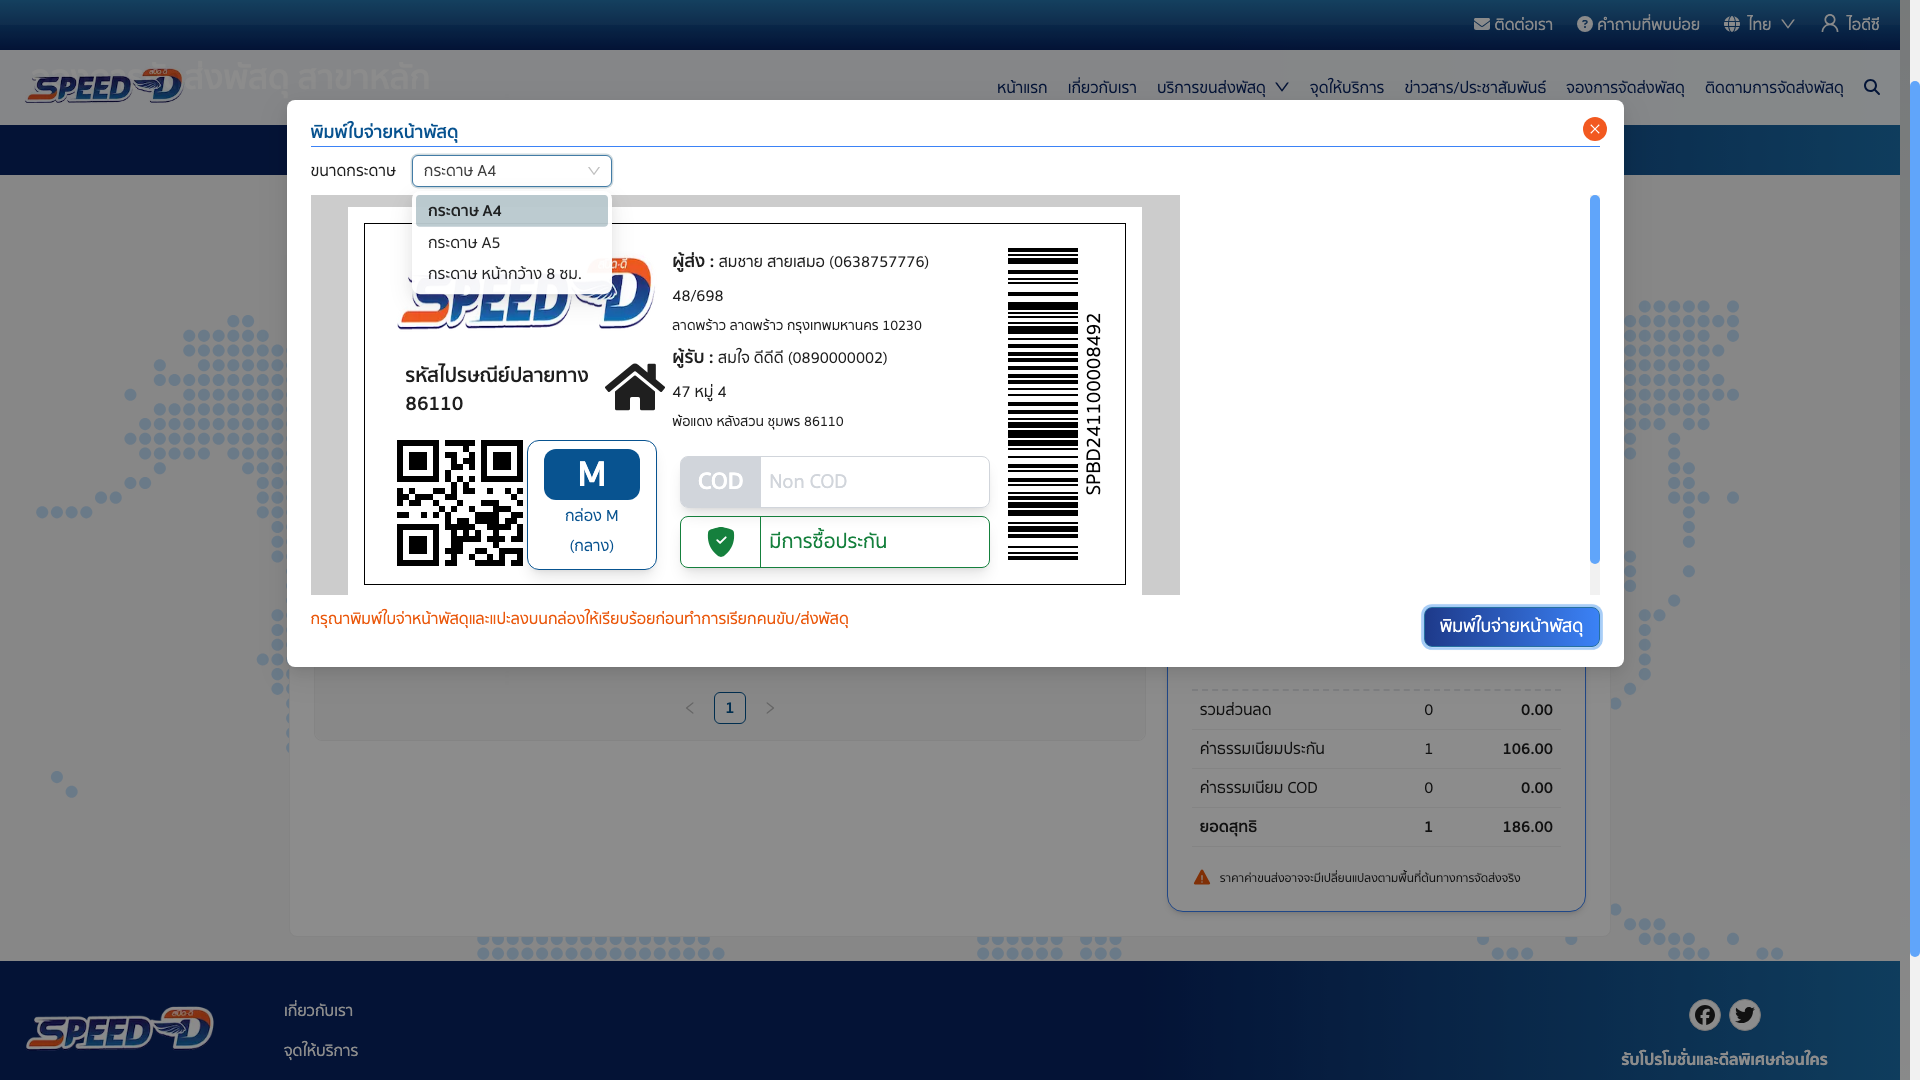 ติดต่อเรา
คำถามที่พบบ่อย
ไทย
ไอดีซี
SPEED-D
ส่งพัสดุ สาขาหลัก
หน้าแรก
เกี่ยวกับเรา
บริการขนส่งพัสดุ
จุดให้บริการ
ข่าวสาร/ประชาสัมพันธ์
จองการจัดส่งพัสดุ
ติดตามการจัดส่งพัสดุ
พิมพ์ใบจ่ายหน้าพัสดุ
ขนาดกระดาษ
กระดาษ A4
กระดาษ A4
กระดาษ A5
กระดาษ หน้ากว้าง 8 ซม.
SPEED-D
ผู้ส่ง : สมชาย สายเสมอ (0638757776)
48/698
ลาดพร้าว ลาดพร้าว กรุงเทพมหานคร 10230
ผู้รับ : สมใจ ดีดีดี (0890000002)
47 หมู่ 4
พ้อแดง หลังสวน ชุมพร 86110
รหัสไปรษณีย์ปลายทาง
86110
M
กล่อง M
(กลาง)
COD
Non COD
มีการซื้อประกัน
SPBD241100008492
กรุณาพิมพ์ใบจ่าหน้าพัสดุและแปะลงบนกล่องให้เรียบร้อยก่อนทำการเรียกคนขับ/ส่งพัสดุ
พิมพ์ใบจ่ายหน้าพัสดุ
1
รวมส่วนลด 0 0.00
ค่าธรรมเนียมประกัน 1 106.00
ค่าธรรมเนียม COD 0 0.00
ยอดสุทธิ 1 186.00
ราคาค่าขนส่งอาจจะมีเปลี่ยนแปลงตามพื้นที่ต้นทางการจัดส่งจริง
SPEED-D
เกี่ยวกับเรา
จุดให้บริการ
รับโปรโมชั่นและดีลพิเศษก่อนใคร